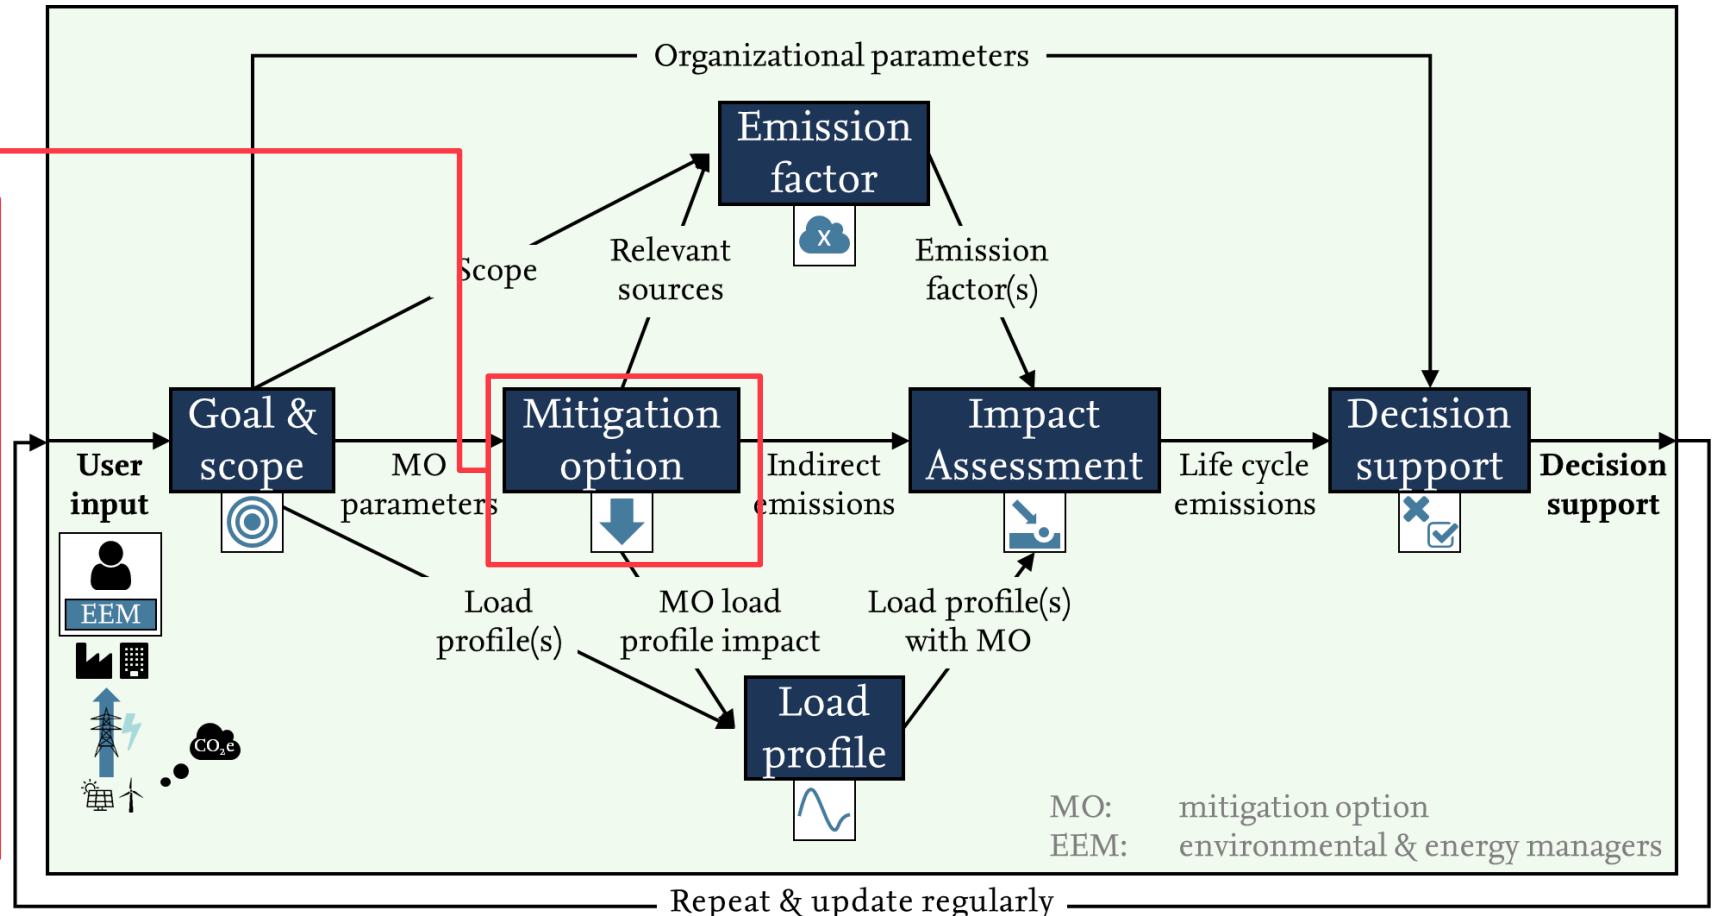 Organizational parameters
Emission
factor
x
Scope
Relevant
sources
Emission
factor(s)
Goal &
scope
Mitigation
option
Impact
Assessment
Decision
support
User
input
MO
parameters
Indirect
emissions
Life cycle
emissions
Decision
support
EEM
Load
profile(s)
MO load
profile impact
Load profile(s)
with MO
Load
profile
CO₂e
MO: mitigation option
EEM: environmental & energy managers
Repeat & update regularly